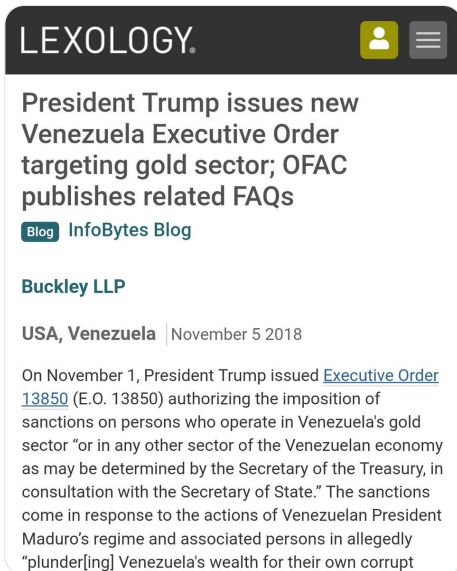 LEXOLOGY.
President Trump issues new
Venezuela Executive Order
targeting gold sector; OFAC
publishes related FAQs
Blog InfoBytes Blog
Buckley LLP
USA, Venezuela November 5 2018
On November 1, President Trump issued Executive Order
13850 (E.O. 13850) authorizing the imposition of
sanctions on persons who operate in Venezuela's gold
sector “or in any other sector of the Venezuelan economy
as may be determined by the Secretary of the Treasury, in
consultation with the Secretary of State.” The sanctions
come in response to the actions of Venezuelan President
Maduro’s regime and associated persons in allegedly
“plunder[ing] Venezuela's wealth for their own corrupt